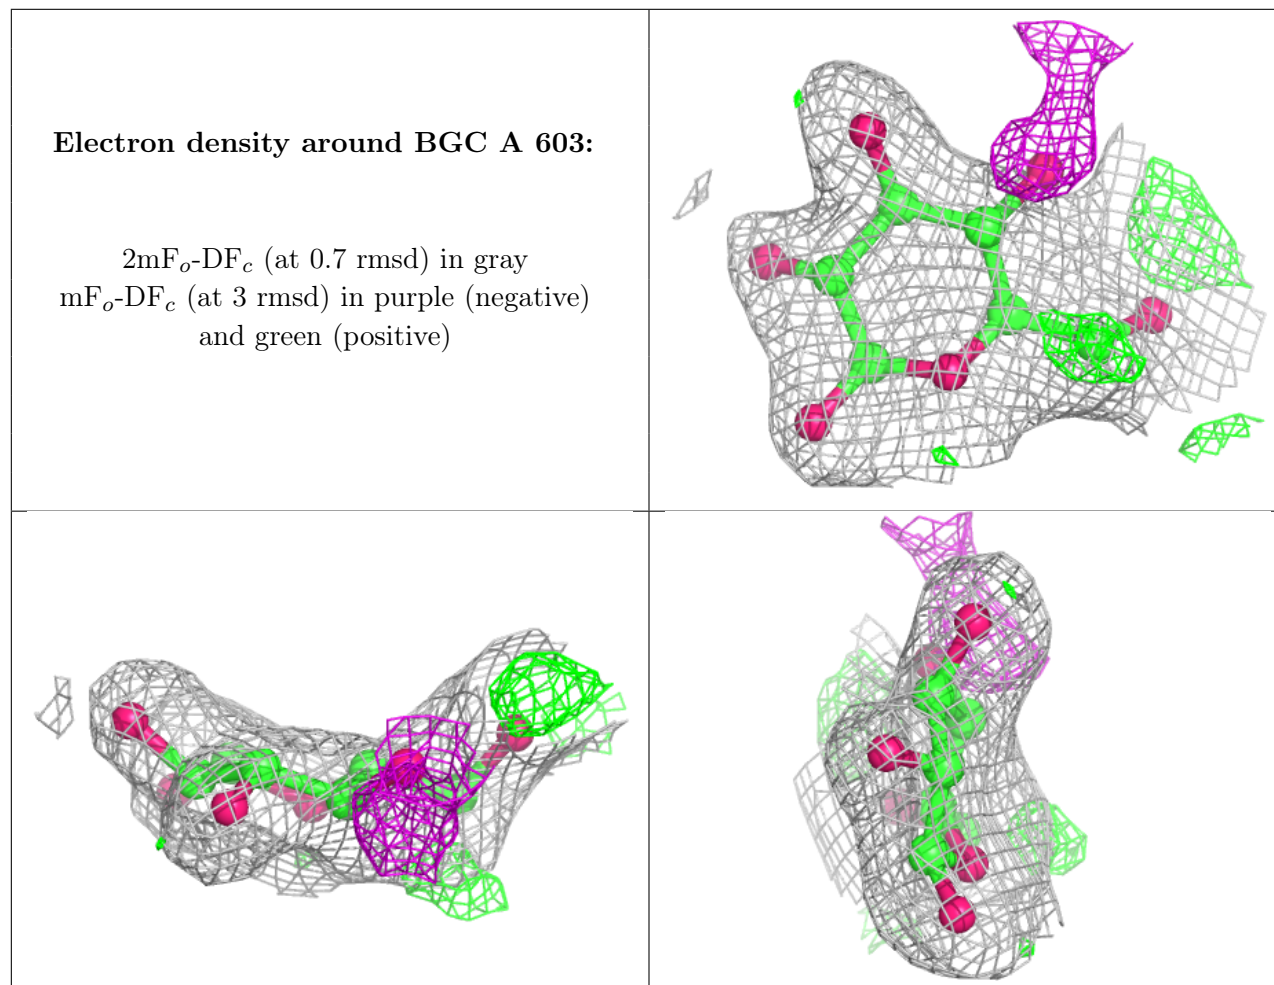 Electron density around BGC A 603:
2mFo-DFc (at 0.7 rmsd) in gray
mFo-DFc (at 3 rmsd) in purple (negative)
and green (positive)